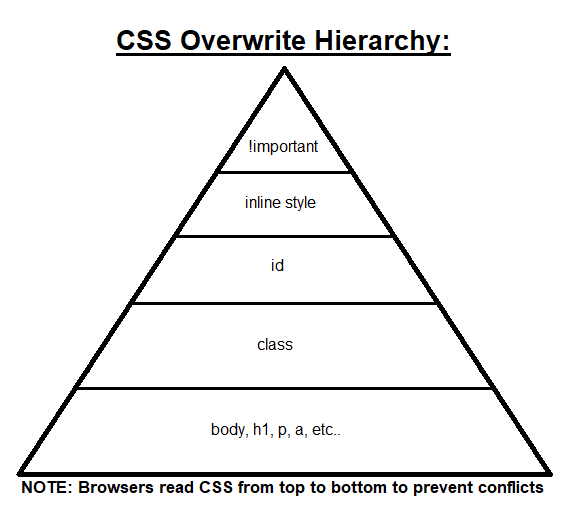 CSS Overwrite Hierarchy:
!important
inline style
id
class
body, h1, p, a, etc..
NOTE: Browsers read CSS from top to bottom to prevent conflicts